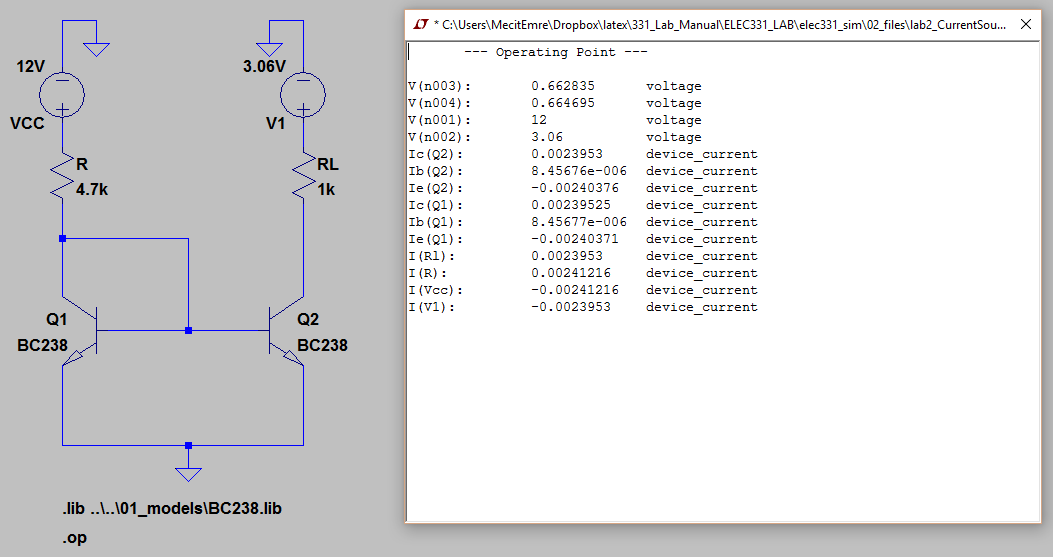 12V
VCC
R
4.7k
3.06V
V1
RL
1k
Q1
BC238
Q2
BC238
.lib ..\..\01_models\BC238.lib
.op
* C:\Users\MecitEmre\Dropbox\latex\331_Lab_Manual\ELEC331_LAB\elec331_sim\02_files\lab2_CurrentSou...
--- Operating Point ---
V(n003): 0.662835 voltage
V(n004): 0.664695 voltage
V(n001): 12 voltage
V(n002): 3.06 voltage
Ic(Q2): 0.0023953 device_current
Ib(Q2): 8.45676e-006 device_current
Ie(Q2): -0.00240376 device_current
Ic(Q1): 0.00239525 device_current
Ib(Q1): 8.45677e-006 device_current
Ie(Q1): -0.00240371 device_current
I(Rl): 0.0023953 device_current
I(R): 0.00241216 device_current
I(Vcc): -0.00241216 device_current
I(V1): -0.0023953 device_current